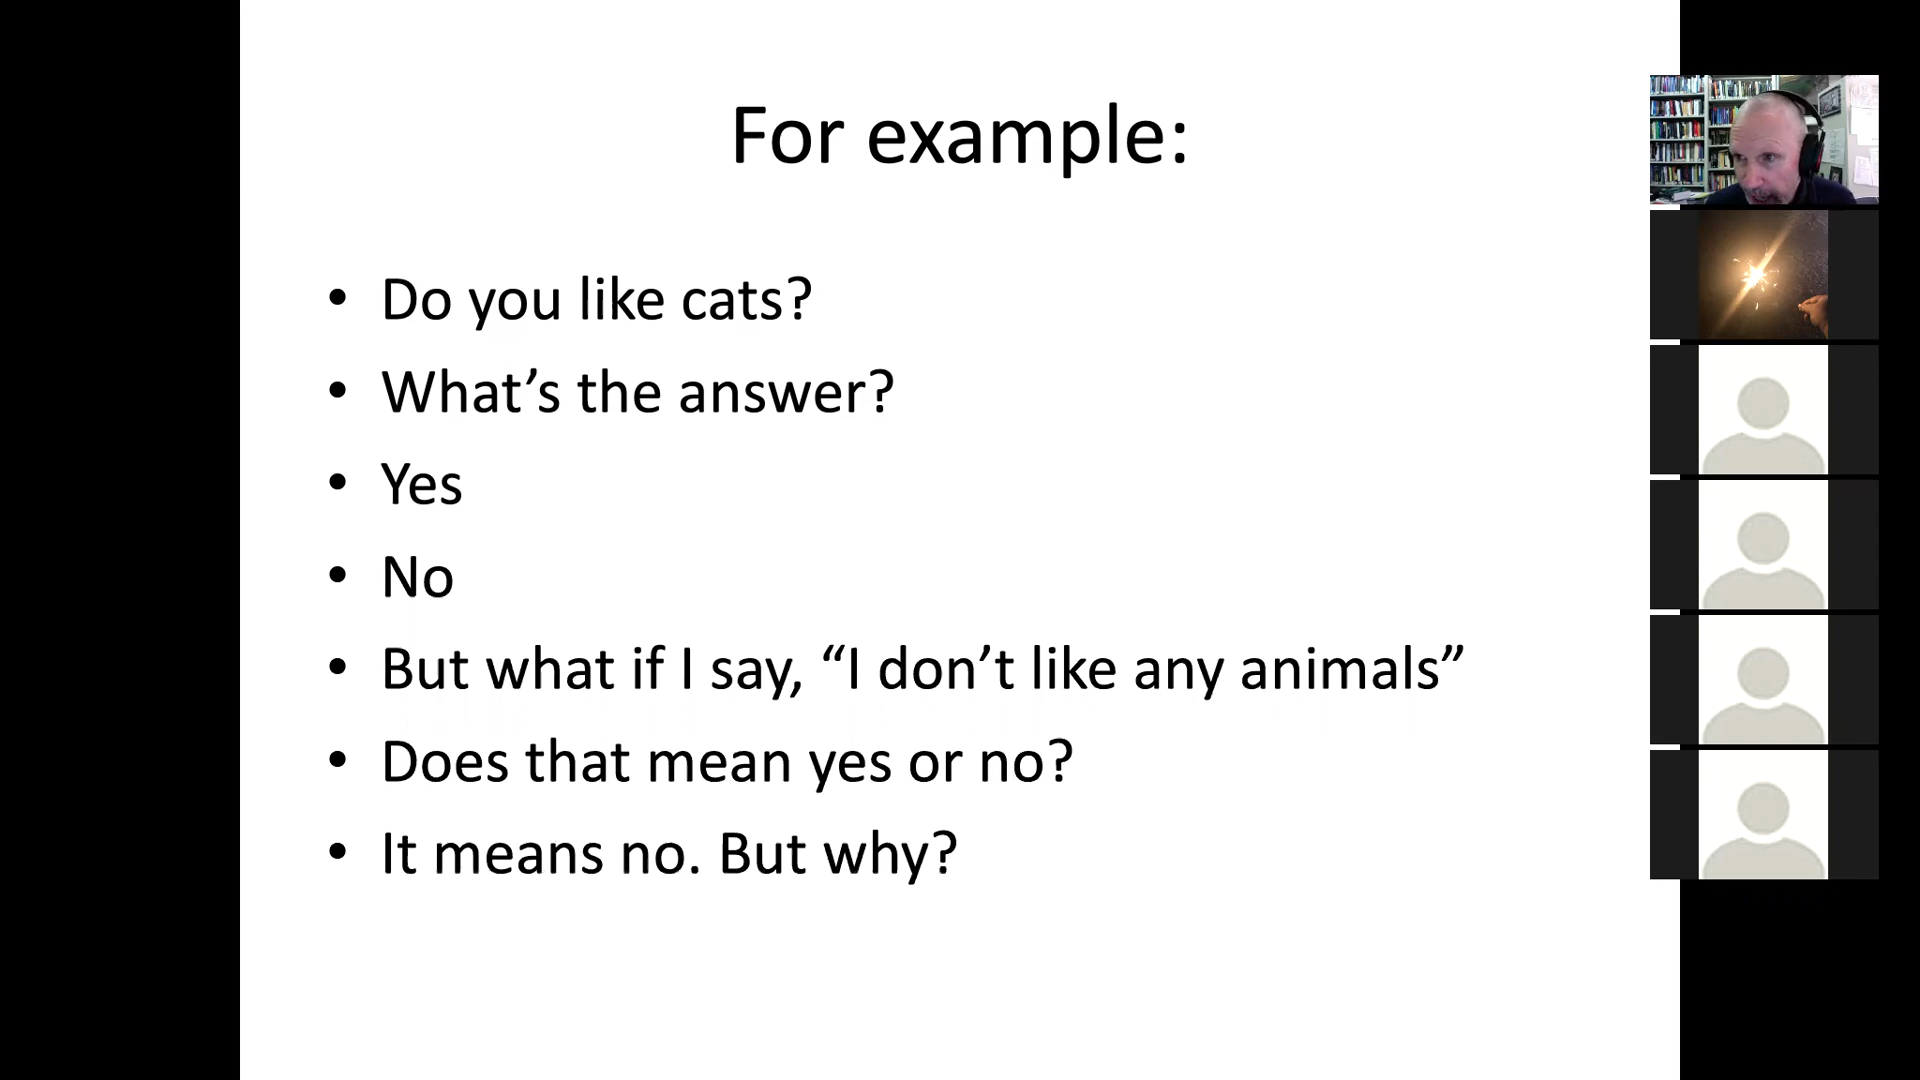 For example:
• Do you like cats?
• What’s the answer?
• Yes
• No
• But what if I say, “I don’t like any animals”
• Does that mean yes or no?
• It means no. But why?